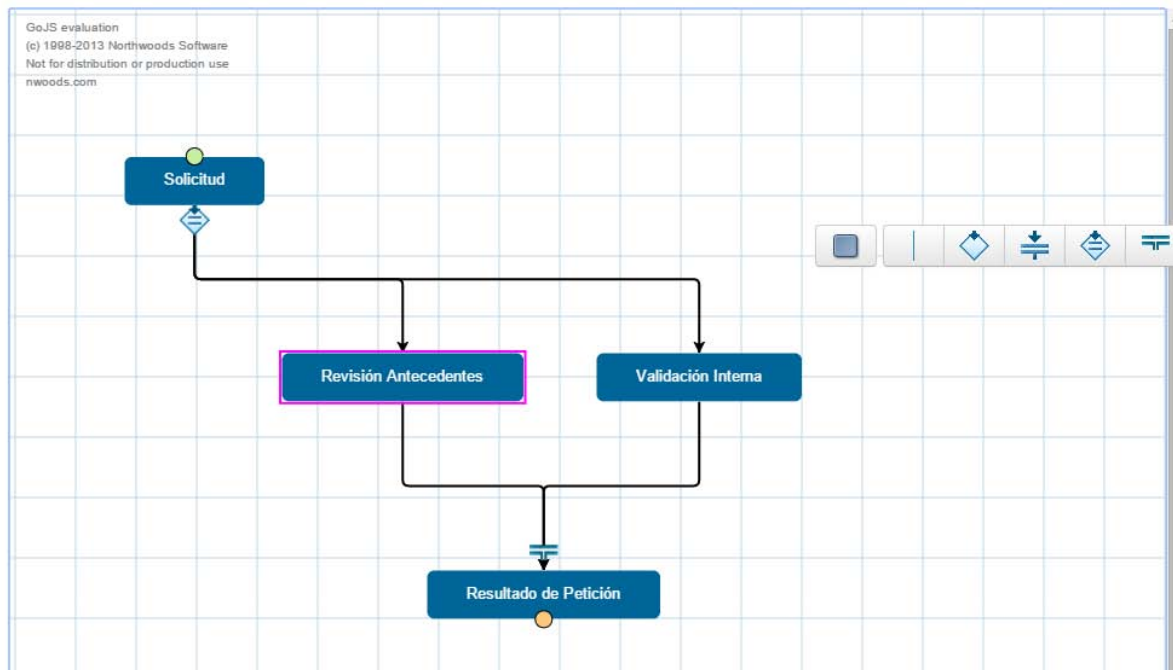 GoJS evaluation
(c) 1998-2013 Northwoods Software
Not for distribution or production use
nwoods.com
Solicitud
Revisión Antecedentes
Validación Interna
Resultado de Petición